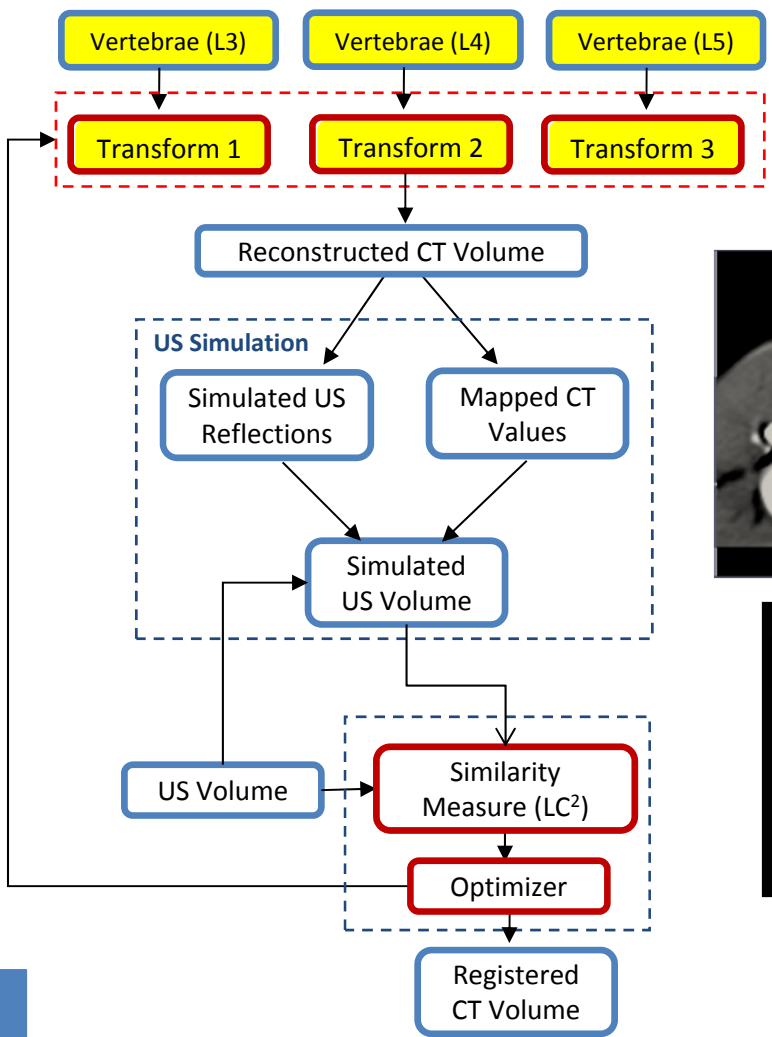 Vertebrae (L3)
Vertebrae (L4)
Vertebrae (L5)
Transform 1
Transform 2
Transform 3
Reconstructed CT Volume
US Simulation
Simulated US
Reflections
Mapped CT
Values
Simulated
US Volume
US Volume
Similarity
Measure (LC²)
Optimizer
Registered
CT Volume